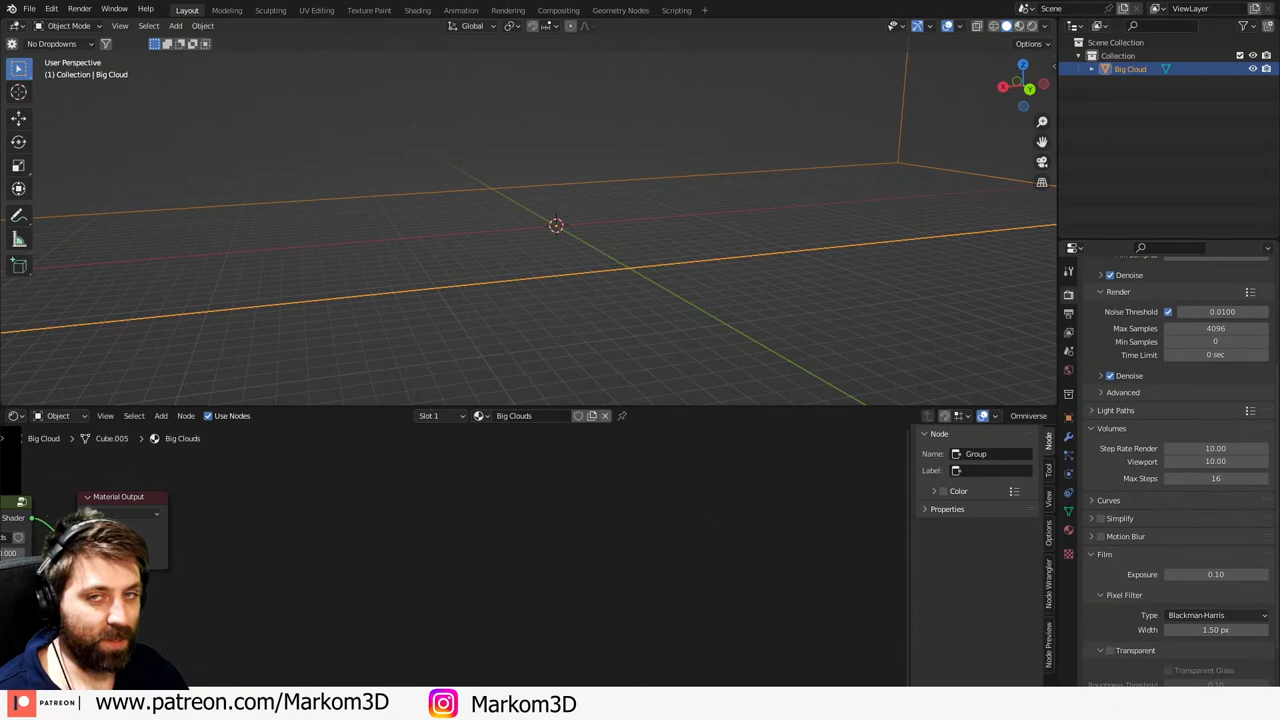 File Edit Render Window Help Layout Modeling Sculpting UV Editing Texture Paint Shading Animation Rendering Compositing Geometry Nodes Scripting Scene ViewLayer
Object Mode View Select Add Object Global
No Dropdowns Options
User Perspective
(1) Collection | Big Cloud
Z
X
Y
Scene Collection
Collection
Big Cloud
Denoise
Render
Noise Threshold 0.0100
Max Samples 4096
Min Samples 0
Time Limit 0 sec
Denoise
Advanced
Light Paths
Volumes
Step Rate Render 10.00
Viewport 10.00
Max Steps 16
Curves
Simplify
Motion Blur
Film
Exposure 0.10
Pixel Filter
Type Blackman-Harris
Width 1.50 px
Transparent
Transparent Glass
Object View Select Add Node Use Nodes Slot 1 Big Clouds Omniverse
Big Cloud Cube.005 Big Clouds
Material Output
Shader
Node
Name: Group
Label:
Color
Properties
Node
Tool
View
Options
Node Wrangler
Node Preview
PATREON www.patreon.com/Markom3D Markom3D